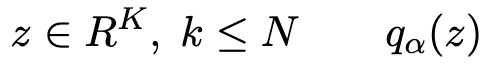 z ∈ R^K, k ≤ N q_α(z)